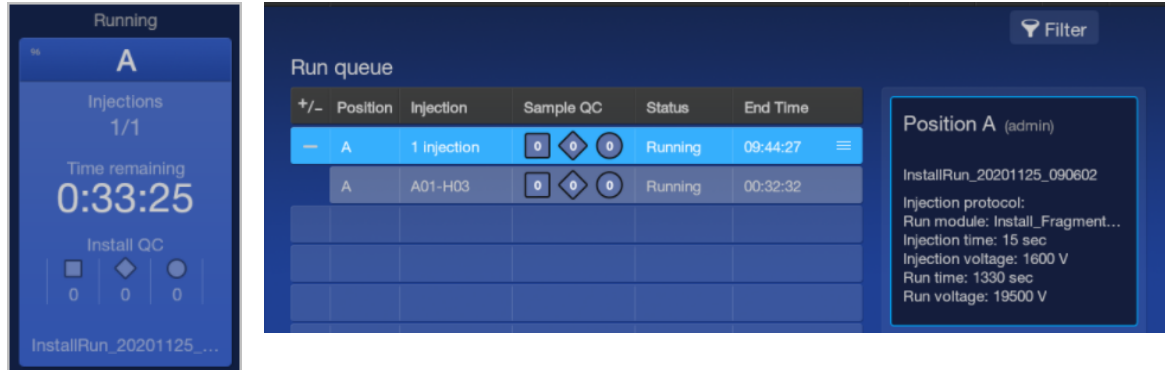 Running
96
A
Injections
1/1
Time remaining
0:33:25
Install QC
0 0 0
InstallRun_20201125_...
Filter
Run queue
+/- Position Injection Sample QC Status End Time
A 1 injection 0 0 0 Running 09:44:27
A A01-H03 0 0 0 Running 00:32:32
Position A (admin)
InstallRun_20201125_090602
Injection protocol:
Run module: Install_Fragment...
Injection time: 15 sec
Injection voltage: 1600 V
Run time: 1330 sec
Run voltage: 19500 V